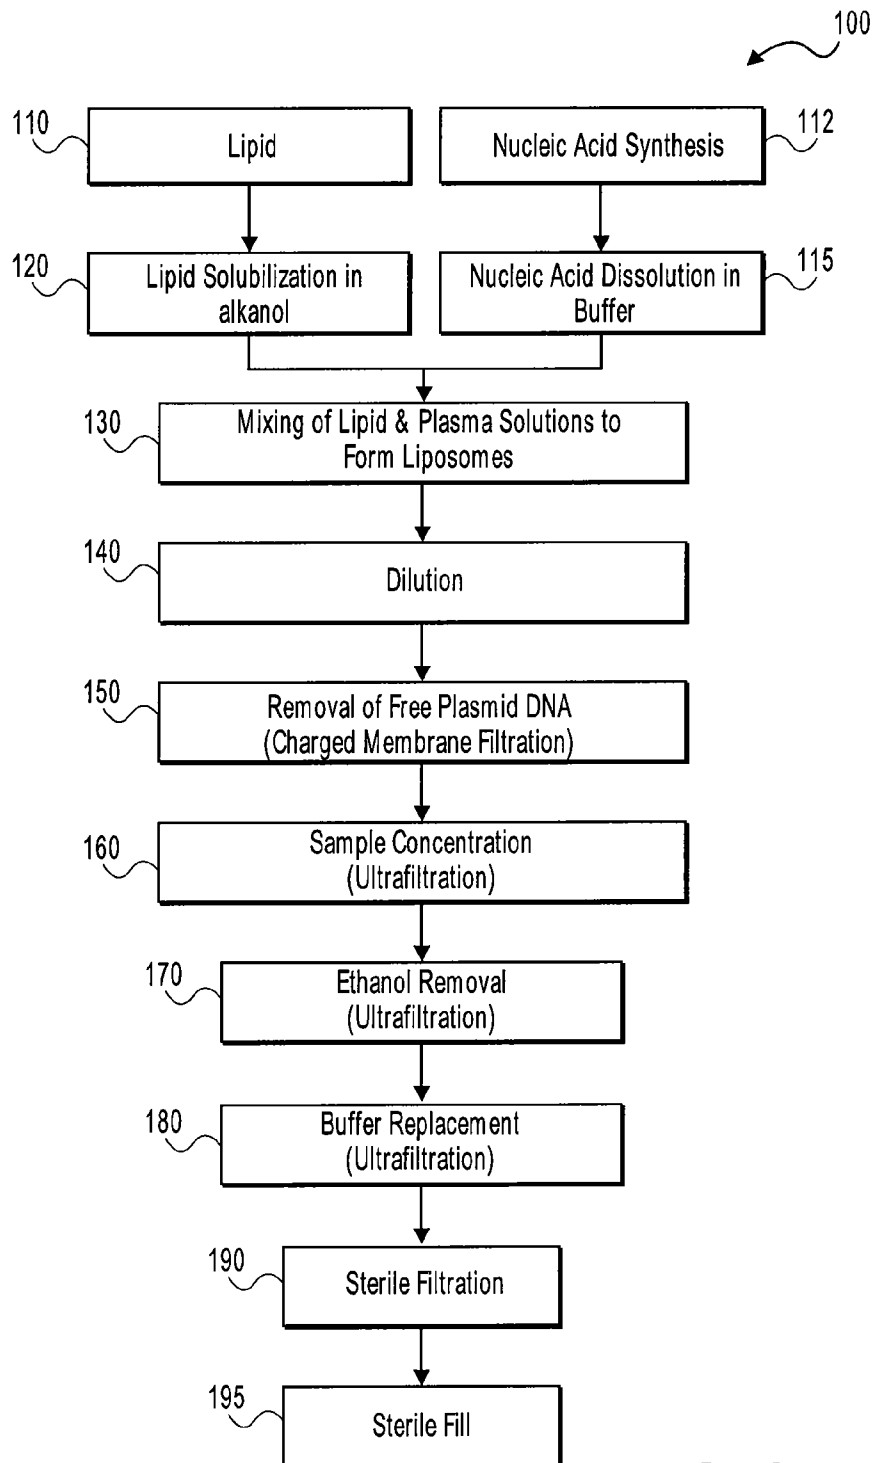 100
110
Lipid
Nucleic Acid Synthesis
112
120
Lipid Solubilization in
alkanol
Nucleic Acid Dissolution in
Buffer
115
130
Mixing of Lipid & Plasma Solutions to
Form Liposomes
140
Dilution
150
Removal of Free Plasmid DNA
(Charged Membrane Filtration)
160
Sample Concentration
(Ultrafiltration)
170
Ethanol Removal
(Ultrafiltration)
180
Buffer Replacement
(Ultrafiltration)
190
Sterile Filtration
195
Sterile Fill